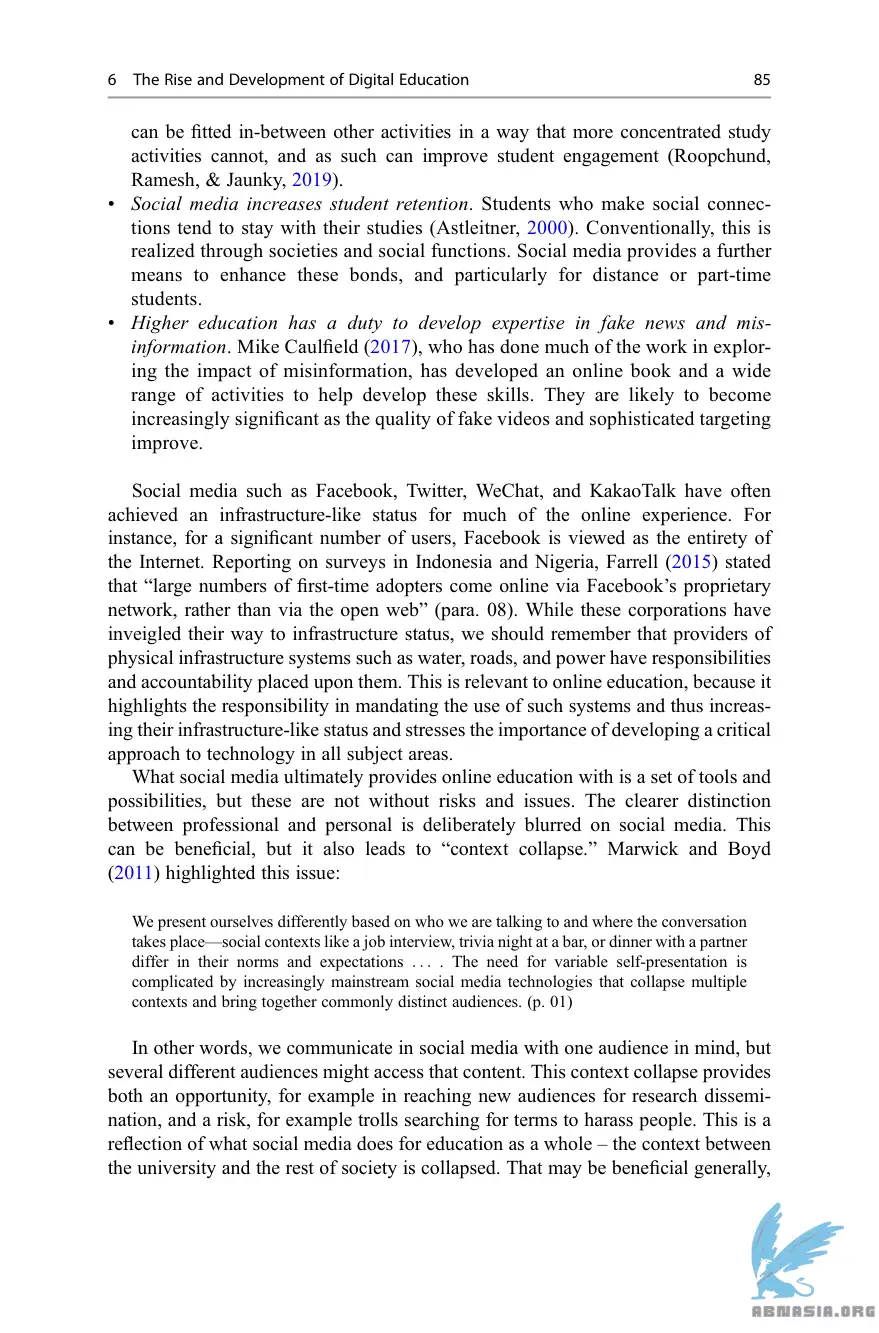 6 The Rise and Development of Digital Education 85
can be fitted in-between other activities in a way that more concentrated study
activities cannot, and as such can improve student engagement (Roopchund,
Ramesh, & Jaunky, 2019).
• Social media increases student retention. Students who make social connec-
tions tend to stay with their studies (Astleitner, 2000). Conventionally, this is
realized through societies and social functions. Social media provides a further
means to enhance these bonds, and particularly for distance or part-time
students.
• Higher education has a duty to develop expertise in fake news and mis-
information. Mike Caulfield (2017), who has done much of the work in explor-
ing the impact of misinformation, has developed an online book and a wide
range of activities to help develop these skills. They are likely to become
increasingly significant as the quality of fake videos and sophisticated targeting
improve.
Social media such as Facebook, Twitter, WeChat, and KakaoTalk have often
achieved an infrastructure-like status for much of the online experience. For
instance, for a significant number of users, Facebook is viewed as the entirety of
the Internet. Reporting on surveys in Indonesia and Nigeria, Farrell (2015) stated
that “large numbers of first-time adopters come online via Facebook’s proprietary
network, rather than via the open web” (para. 08). While these corporations have
inveigled their way to infrastructure status, we should remember that providers of
physical infrastructure systems such as water, roads, and power have responsibilities
and accountability placed upon them. This is relevant to online education, because it
highlights the responsibility in mandating the use of such systems and thus increas-
ing their infrastructure-like status and stresses the importance of developing a critical
approach to technology in all subject areas.
What social media ultimately provides online education with is a set of tools and
possibilities, but these are not without risks and issues. The clearer distinction
between professional and personal is deliberately blurred on social media. This
can be beneficial, but it also leads to “context collapse.” Marwick and Boyd
(2011) highlighted this issue:
We present ourselves differently based on who we are talking to and where the conversation
takes place—social contexts like a job interview, trivia night at a bar, or dinner with a partner
differ in their norms and expectations ... . The need for variable self-presentation is
complicated by increasingly mainstream social media technologies that collapse multiple
contexts and bring together commonly distinct audiences. (p. 01)
In other words, we communicate in social media with one audience in mind, but
several different audiences might access that content. This context collapse provides
both an opportunity, for example in reaching new audiences for research dissemi-
nation, and a risk, for example trolls searching for terms to harass people. This is a
reflection of what social media does for education as a whole – the context between
the university and the rest of society is collapsed. That may be beneficial generally,
ABNASIA.ORG